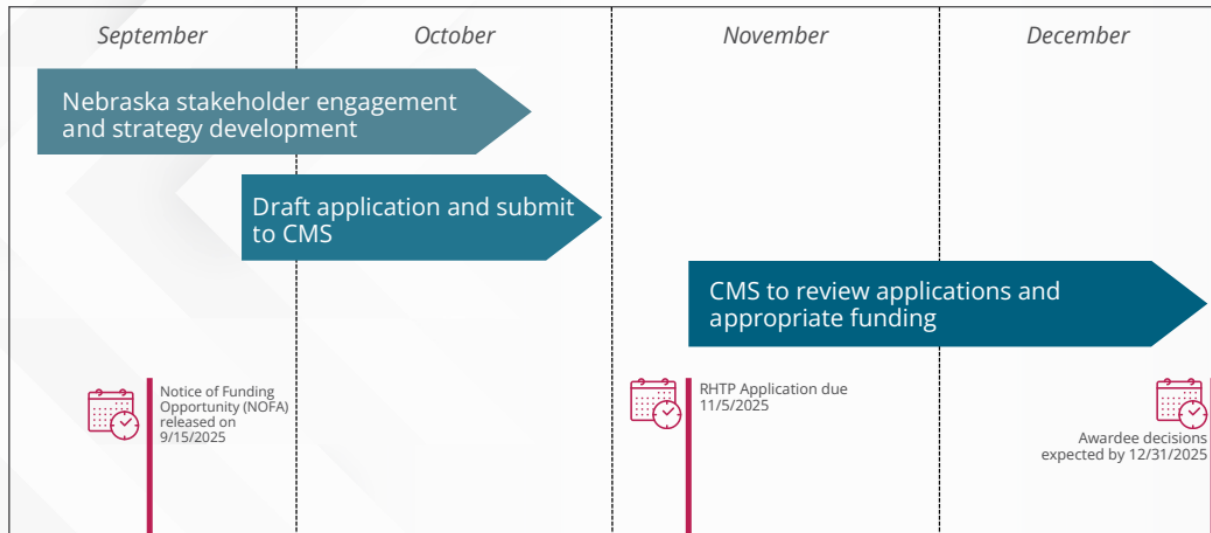 September
October
November
December
Nebraska stakeholder engagement
and strategy development
Draft application and submit
to CMS
CMS to review applications and
appropriate funding
Notice of Funding
Opportunity (NOFA)
released on
9/15/2025
RHTP Application due
11/5/2025
Awardee decisions
expected by 12/31/2025